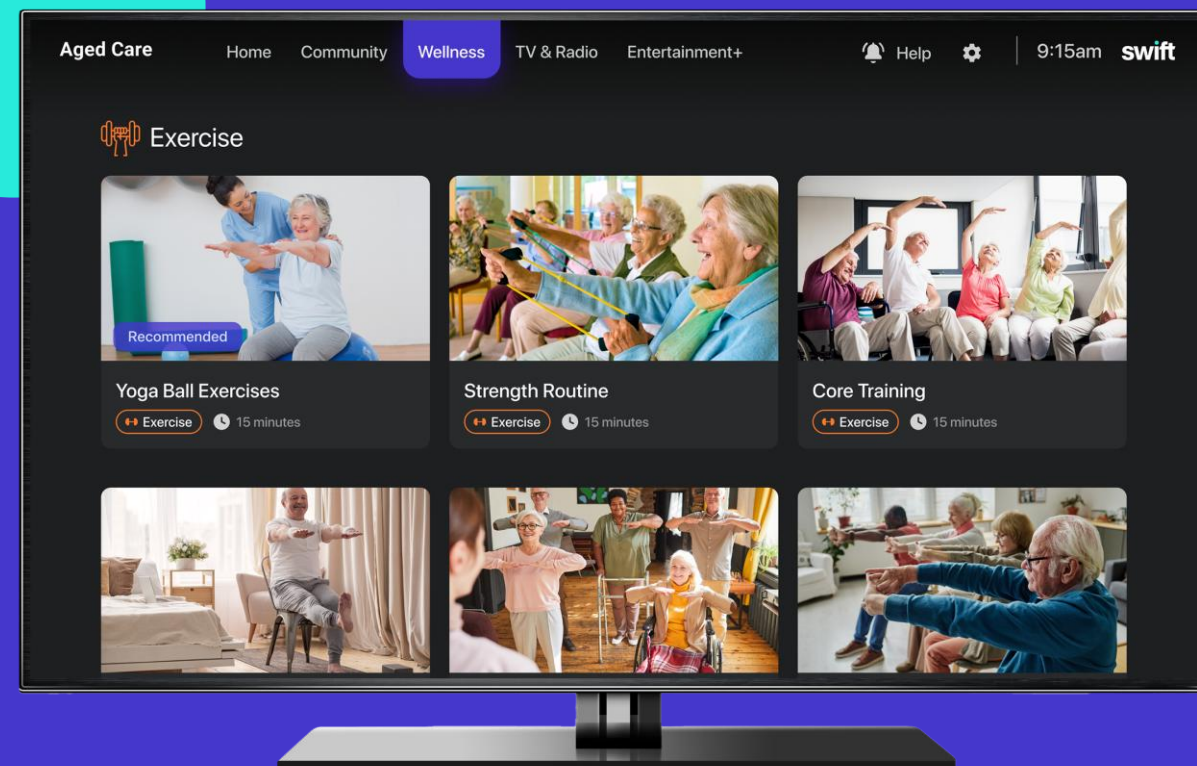 Aged Care Home Community Wellness TV & Radio Entertainment+ Help 9:15am swift
Exercise
Recommended
Yoga Ball Exercises Strength Routine Core Training
Exercise 15 minutes Exercise 15 minutes Exercise 15 minutes